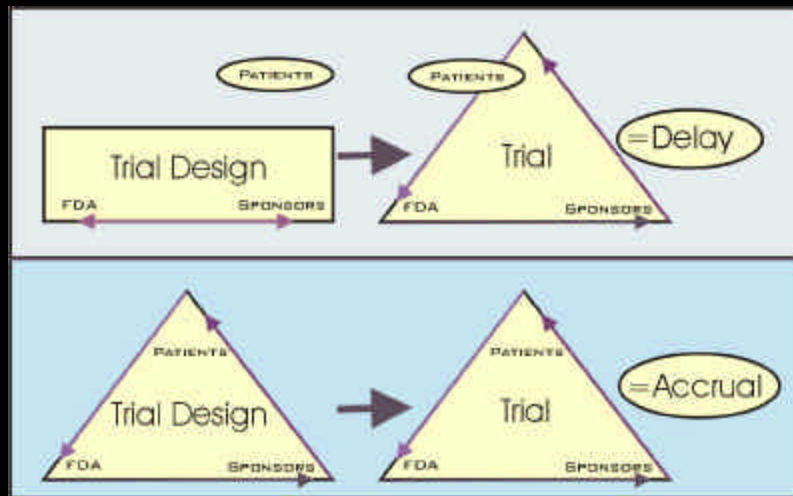 PATIENTS
PATIENTS
Trial Design
Trial
=Delay
FDA
SPONSORS
FDA
SPONSORS
PATIENTS
PATIENTS
Trial Design
Trial
=Accrual
FDA
SPONSORS
FDA
SPONSORS